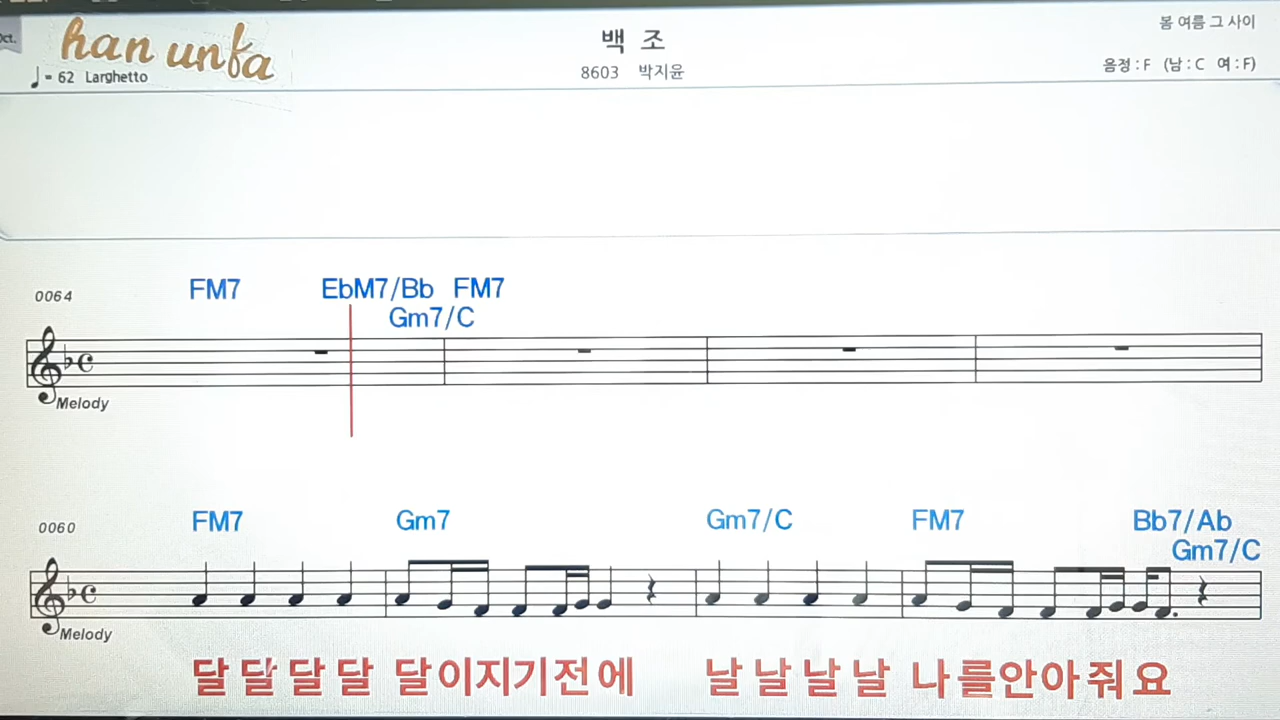 Oct.
han unfa
♩= 62 Larghetto
백 조
8603 박지윤
봄 여름 그 사이
음정 : F (남 : C 여 : F)
0064
FM7 EbM7/Bb FM7
Gm7/C
Melody
0060
FM7 Gm7 Gm7/C FM7 Bb7/Ab
Gm7/C
Melody
달 달 달 달 달이지기전에 날 날 날 날 나를안아줘요